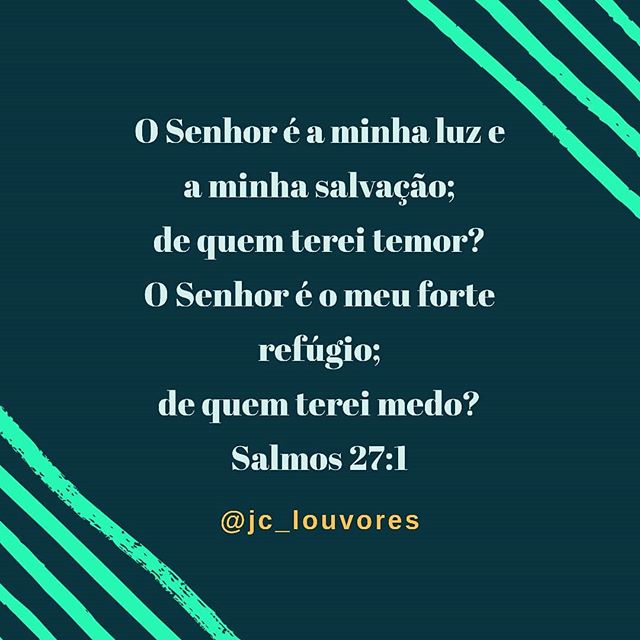 O Senhor é a minha luz e
a minha salvação;
de quem terei temor?
O Senhor é o meu forte
refúgio;
de quem terei medo?
Salmos 27:1
@jc_louvores